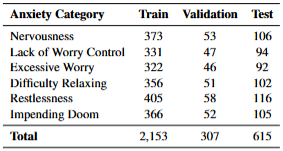 Anxiety Category Train Validation Test
Nervousness 373 53 106
Lack of Worry Control 331 47 94
Excessive Worry 322 46 92
Difficulty Relaxing 356 51 102
Restlessness 405 58 116
Impending Doom 366 52 105
Total 2,153 307 615